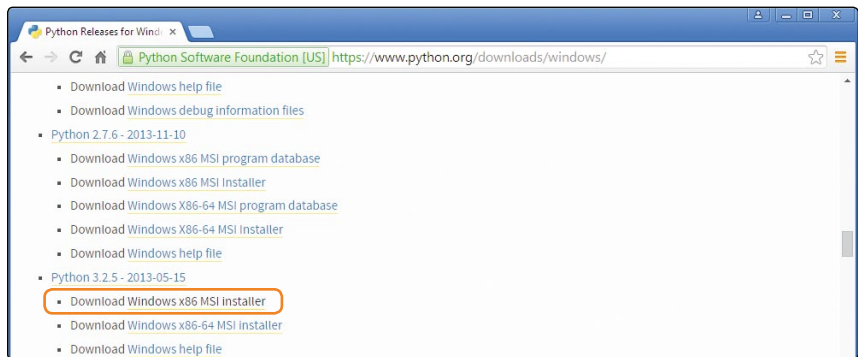 Python Releases for Wind
Python Software Foundation [US] https://www.python.org/downloads/windows/
Download Windows help file
Download Windows debug information files
Python 2.7.6 - 2013-11-10
Download Windows x86 MSI program database
Download Windows x86 MSI Installer
Download Windows X86-64 MSI program database
Download Windows X86-64 MSI Installer
Download Windows help file
Python 3.2.5 - 2013-05-15
Download Windows x86 MSI installer
Download Windows x86-64 MSI installer
Download Windows help file